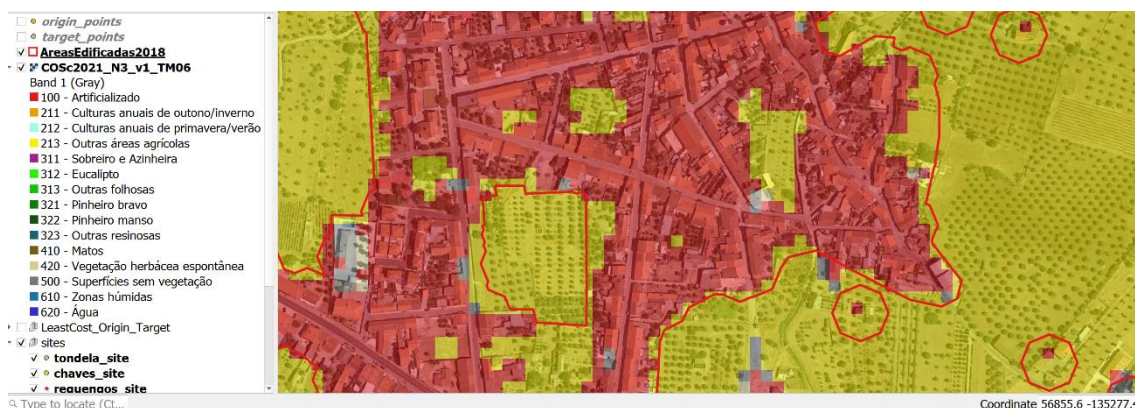 origin_points
target_points
AreasEdificadas2018
COSc2021_N3_v1_TM06
Band 1 (Gray)
100 - Artificializado
211 - Culturas anuais de outono/inverno
212 - Culturas anuais de primavera/verão
213 - Outras áreas agrícolas
311 - Sobreiro e Azinheira
312 - Eucalipto
313 - Outras folhosas
321 - Pinheiro bravo
322 - Pinheiro manso
323 - Outras resinosas
410 - Matos
420 - Vegetação herbácea espontânea
500 - Superfícies sem vegetação
610 - Zonas húmidas
620 - Água
LeastCost_Origin_Target
sites
tondela_site
chaves_site
reguengos_site
Type to locate (Ct...
Coordinate 56855.6 -135277.